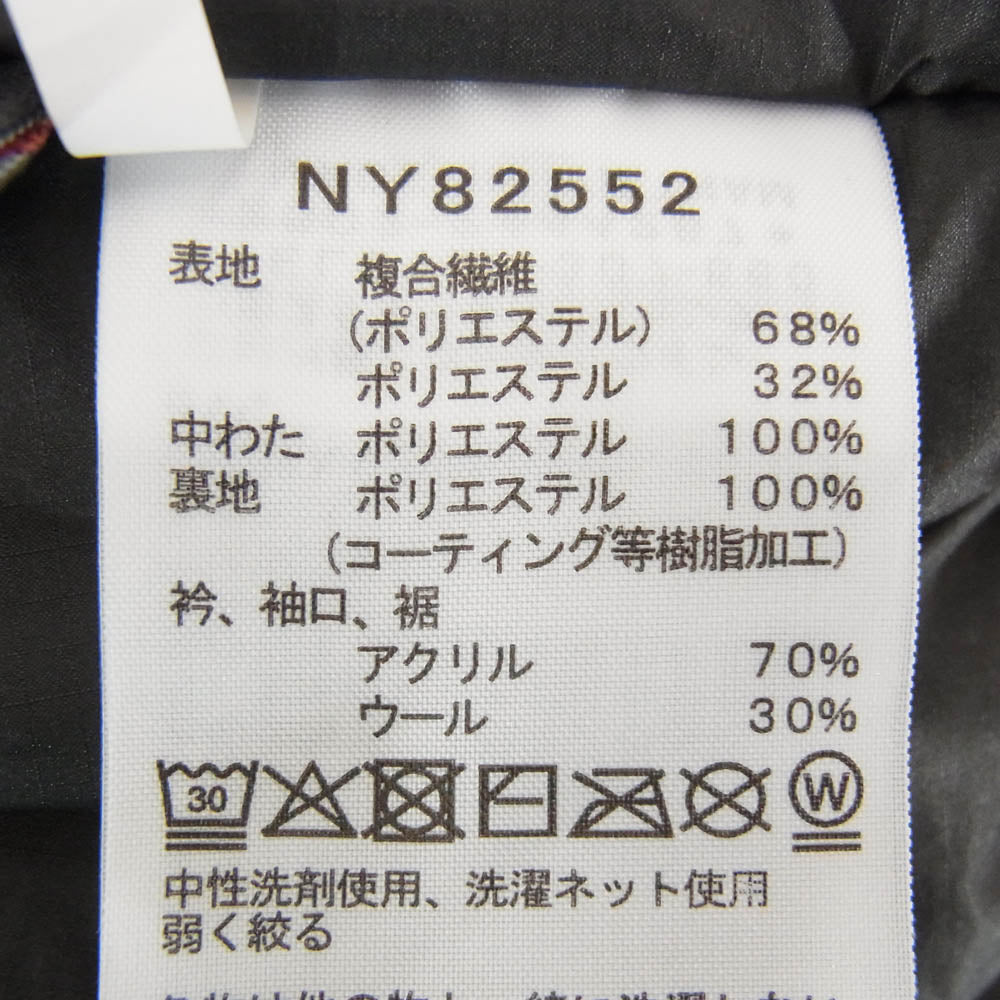 NY82552
表地 複合繊維
(ポリエステル) 68%
ポリエステル 32%
中わた ポリエステル 100%
裏地 ポリエステル 100%
(コーティング等樹脂加工)
衿、袖口、裾
アクリル 70%
ウール 30%
30 W
中性洗剤使用、洗濯ネット使用
弱く絞る